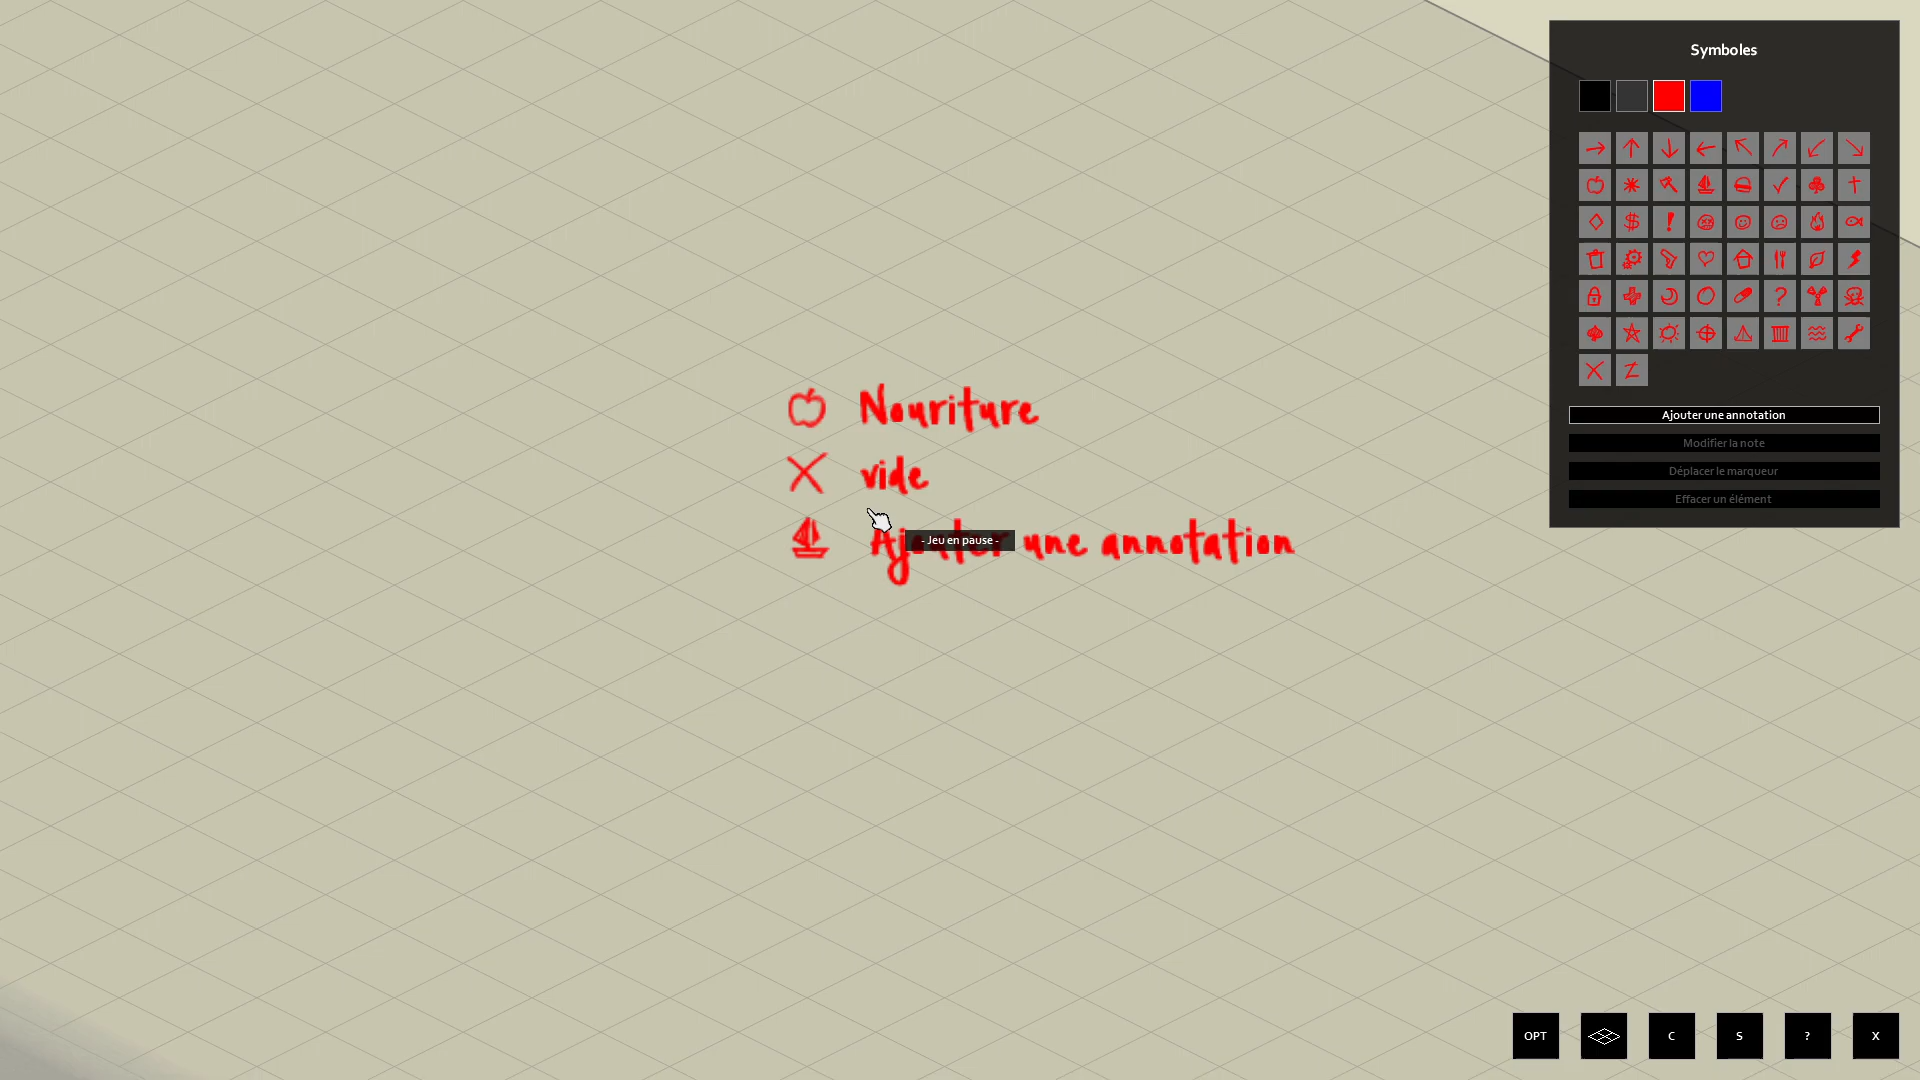 Symboles
Nouriture
vide
Ajouter une annotation
- Jeu en pause -
Ajouter une annotation
Modifier la note
Déplacer le marqueur
Effacer un élément
OPT
C
S
?
X